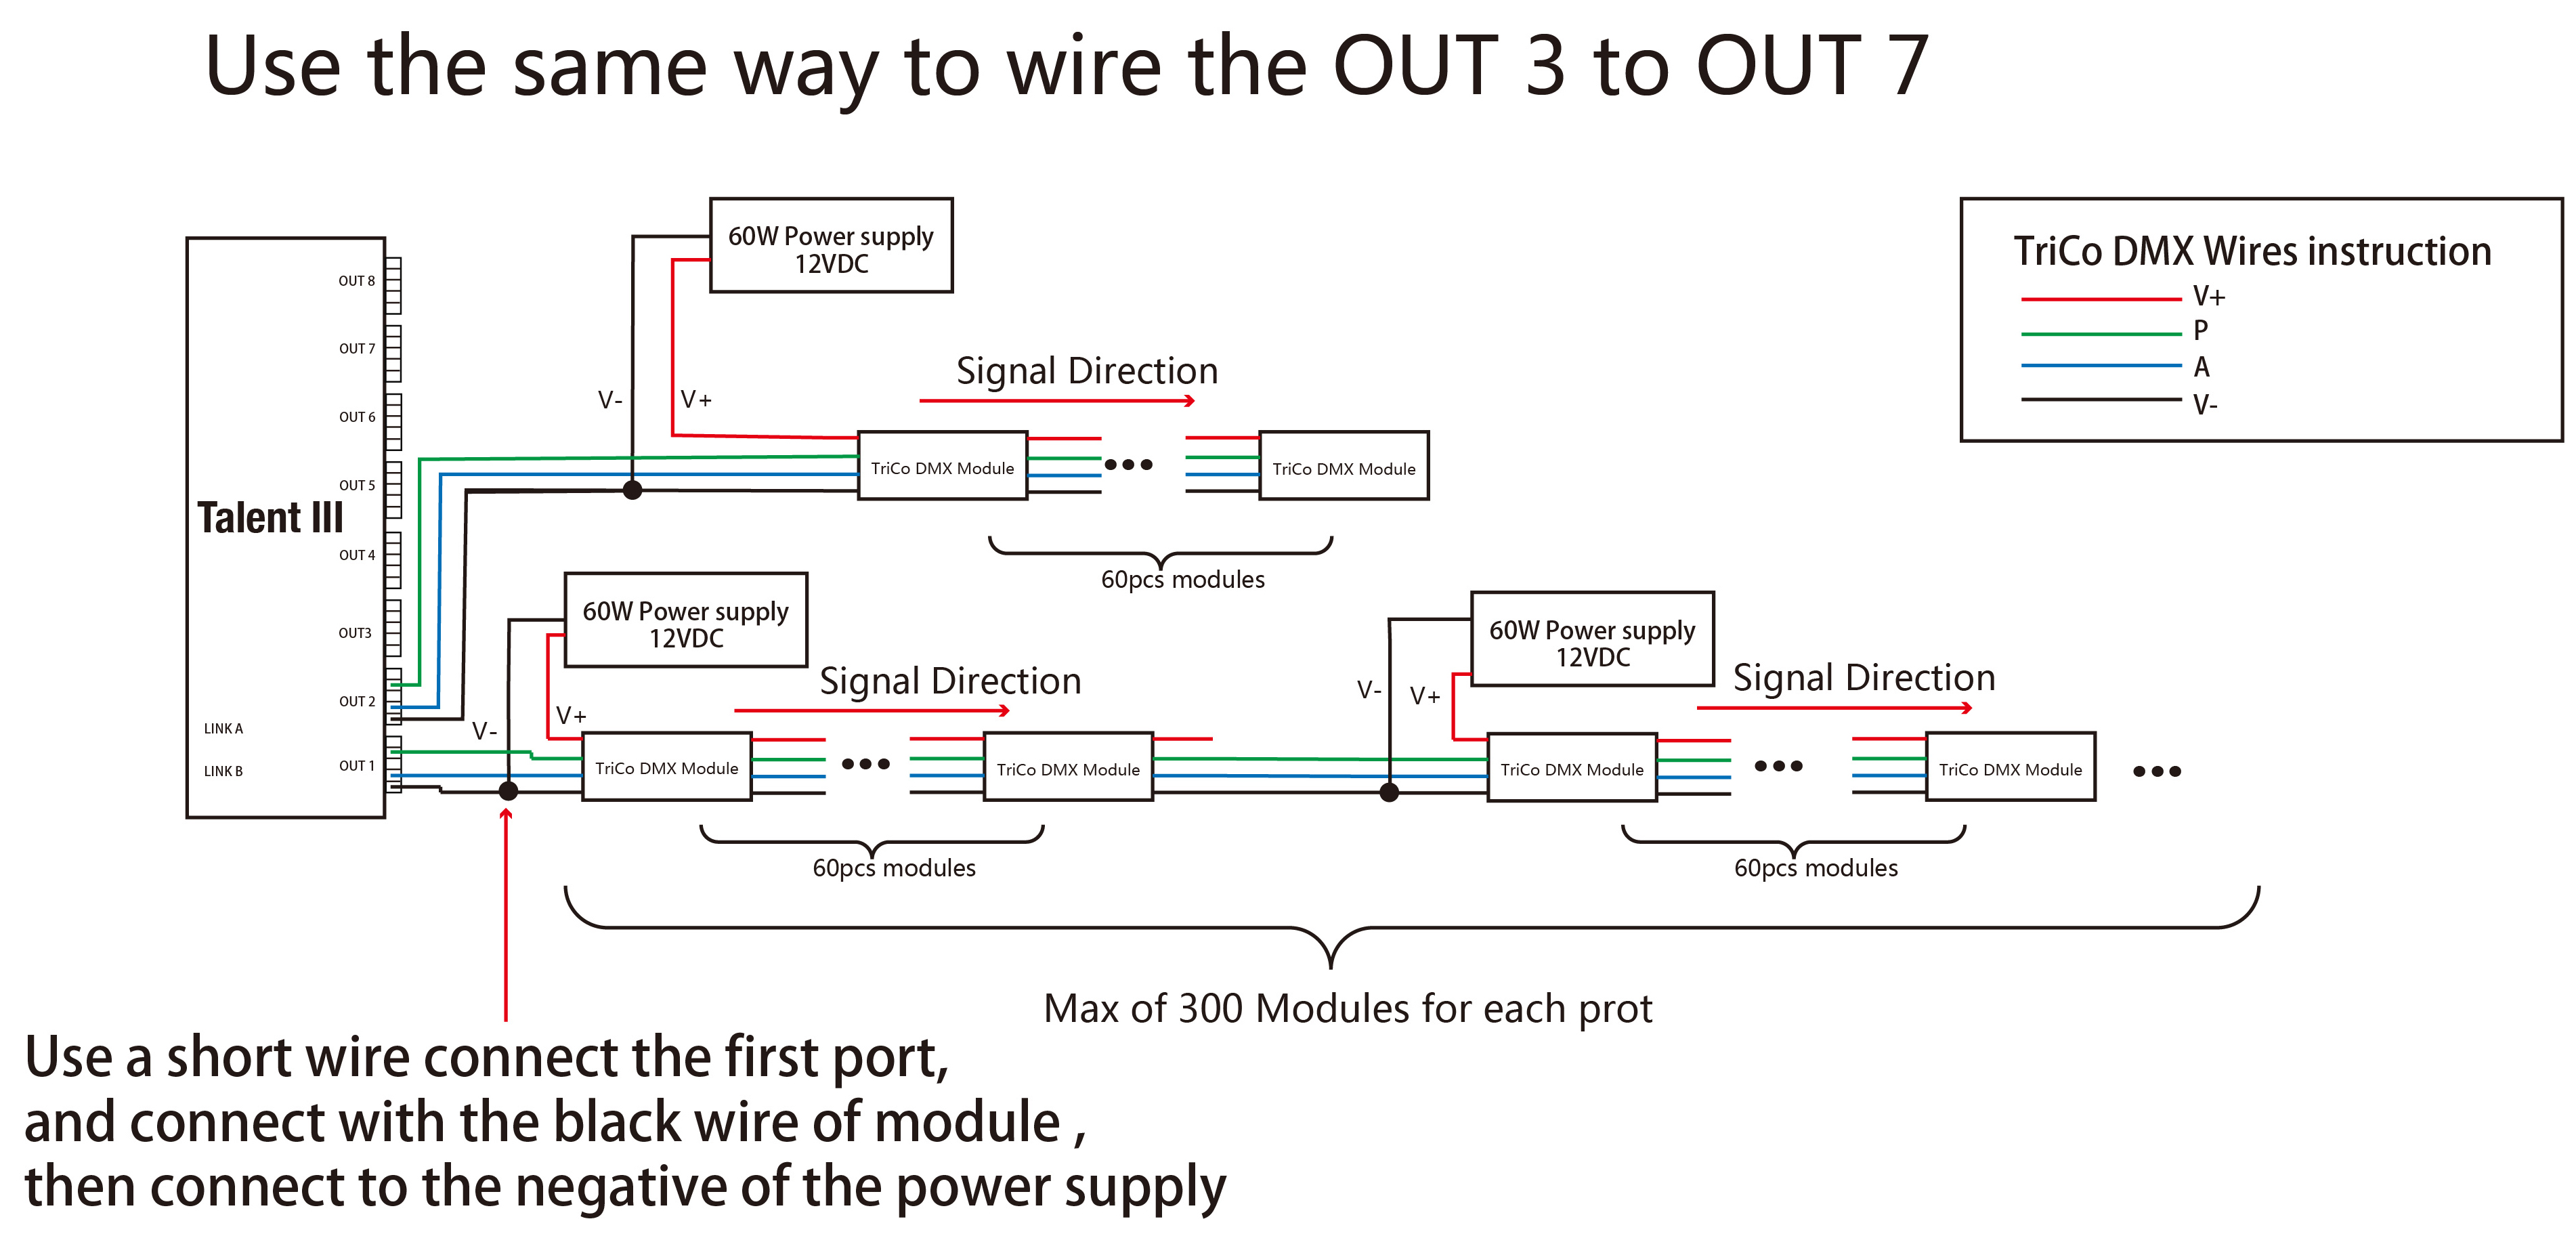 Use the same way to wire the OUT 3 to OUT 7
60W Power supply
12VDC
TriCo DMX Wires instruction
V+
P
A
V-
OUT 8
OUT 7
OUT 6
OUT 5
Talent III
OUT 4
OUT3
OUT 2
LINK A
OUT 1
LINK B
V-
V+
Signal Direction
TriCo DMX Module
TriCo DMX Module
60pcs modules
60W Power supply
12VDC
60W Power supply
12VDC
Signal Direction
Signal Direction
V-
V+
V-
V+
TriCo DMX Module
TriCo DMX Module
TriCo DMX Module
TriCo DMX Module
60pcs modules
60pcs modules
Max of 300 Modules for each prot
Use a short wire connect the first port,
and connect with the black wire of module ,
then connect to the negative of the power supply